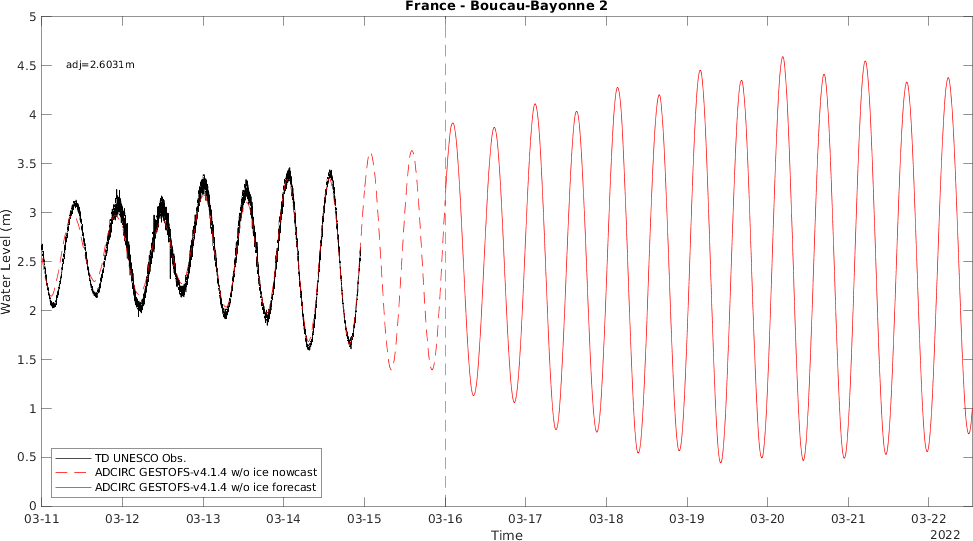 France - Boucau-Bayonne 2
adj=2.6031m
5
4.5
4
3.5
3
2.5
2
1.5
1
0.5
0
Water Level (m)
TD UNESCO Obs.
ADCIRC GESTOFS-v4.1.4 w/o ice nowcast
ADCIRC GESTOFS-v4.1.4 w/o ice forecast
03-11 03-12 03-13 03-14 03-15 03-16 03-17 03-18 03-19 03-20 03-21 03-22
2022
Time